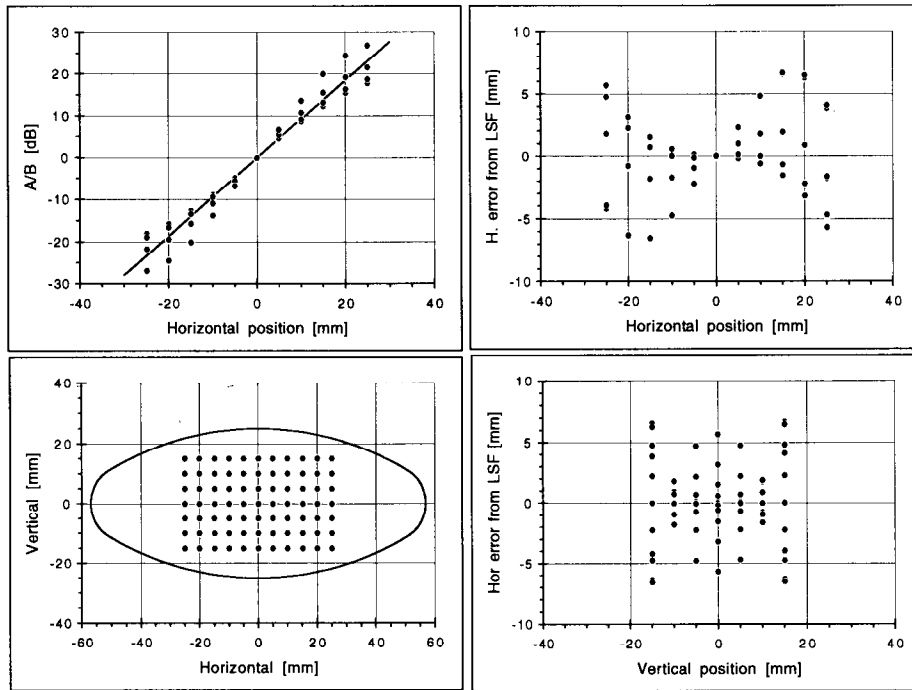 30
20
10
0
-10
-20
-30
-40 -20 0 20 40
A/B [dB]
Horizontal position [mm]
10
5
0
-5
-10
-40 -20 0 20 40
H. error from LSF [mm]
Horizontal position [mm]
40
20
0
-20
-40
-60 -40 -20 0 20 40 60
Vertical [mm]
Horizontal [mm]
10
5
0
-5
-10
-40 -20 0 20 40
Hor error from LSF [mm]
Vertical position [mm]